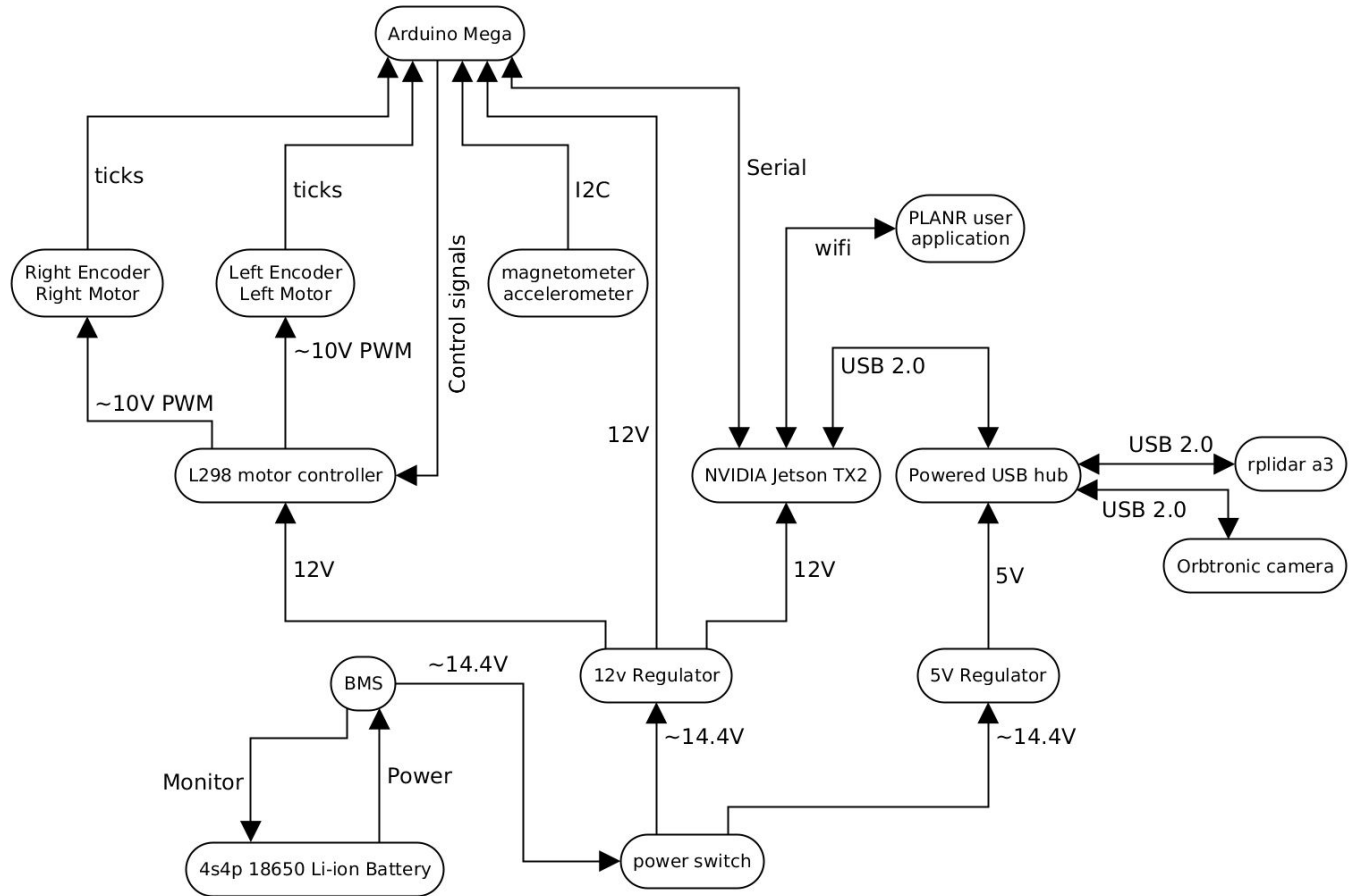 Arduino Mega
ticks
ticks
I2C
Serial
Control signals
PLANR user
application
wifi
Right Encoder
Right Motor
Left Encoder
Left Motor
magnetometer
accelerometer
~10V PWM
USB 2.0
~10V PWM
12V
L298 motor controller
NVIDIA Jetson TX2
Powered USB hub
USB 2.0
rplidar a3
USB 2.0
Orbtronic camera
12V
12V
5V
BMS
~14.4V
12v Regulator
5V Regulator
~14.4V
~14.4V
Monitor
Power
4s4p 18650 Li-ion Battery
power switch